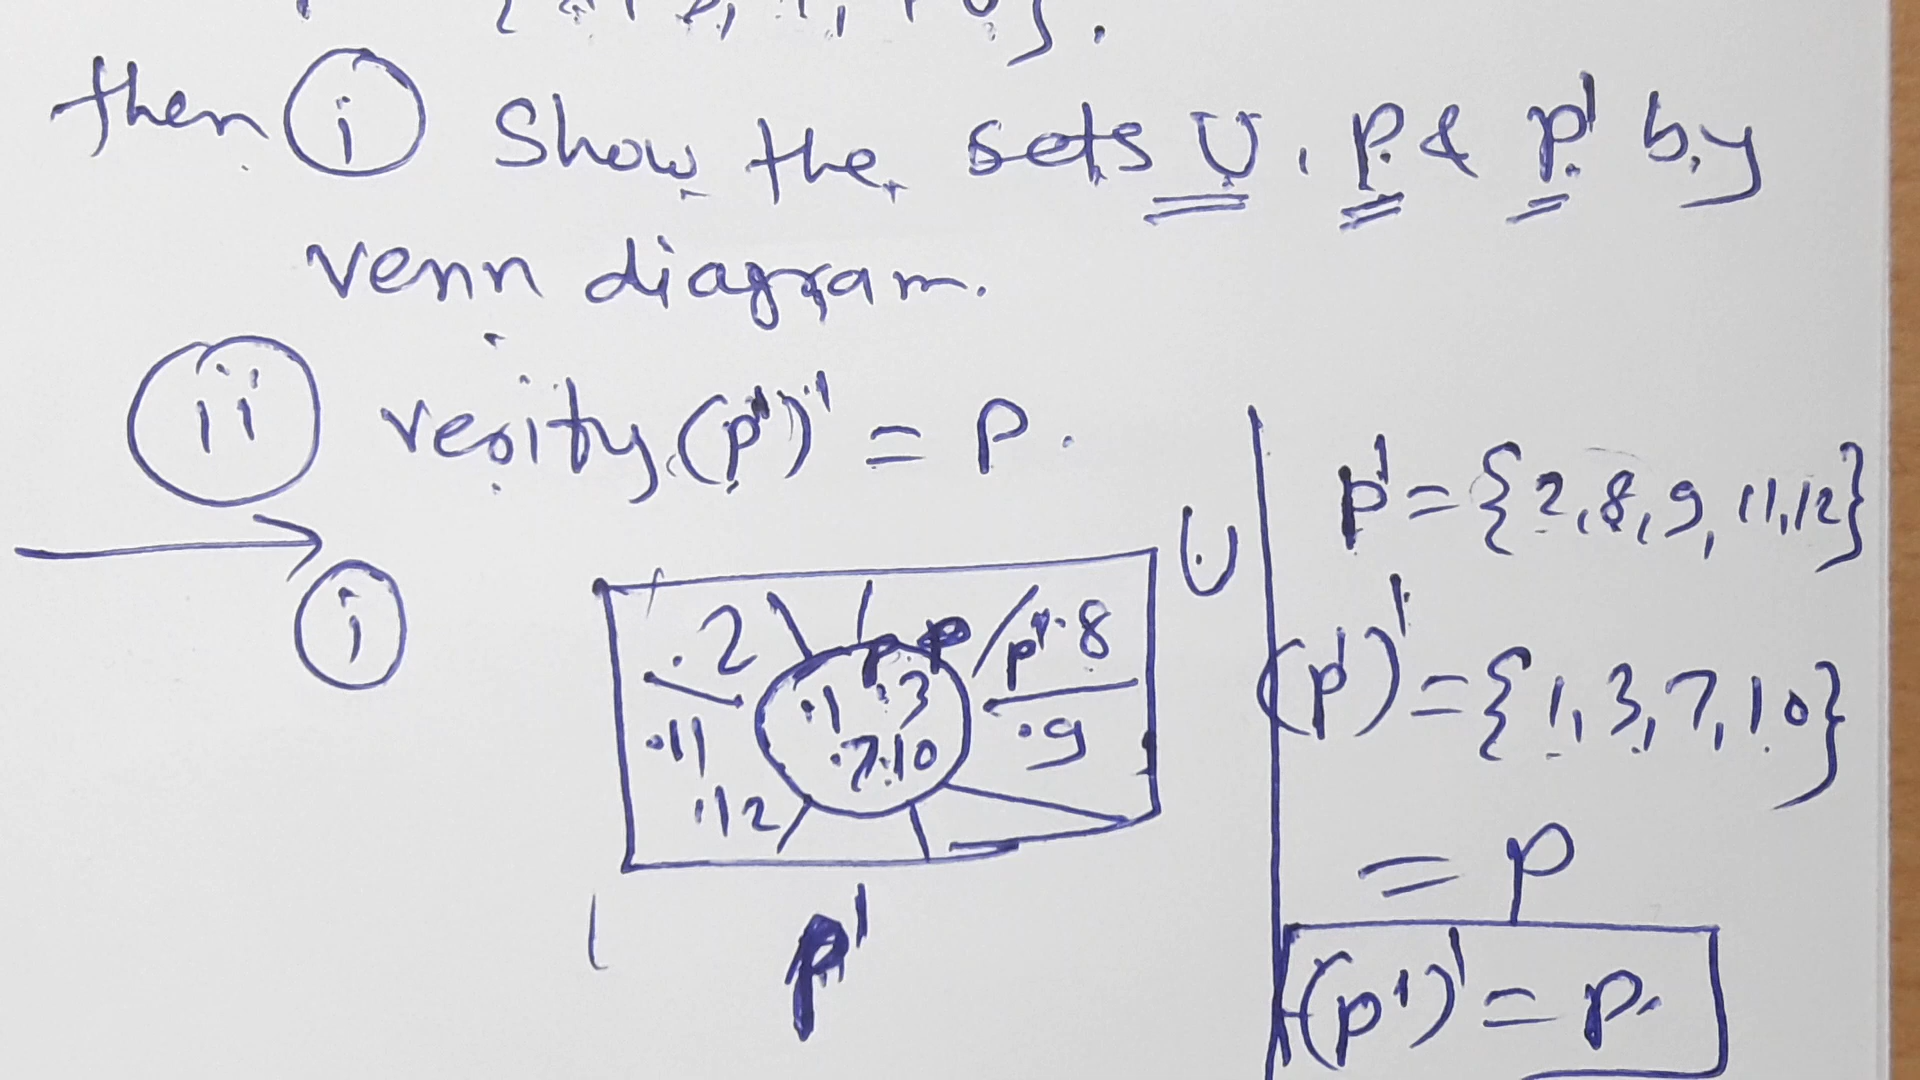 then (i) Show the sets U, P & P' by
venn diagram.
(ii) verity (P')' = P.
(i)
U
.2 P P P' .8
.1 .3
.11 .7 .10 .9
.12
P'
P' = {2,8,9,11,12}
(P')' = {1,3,7,10}
= P
(P')' = P.